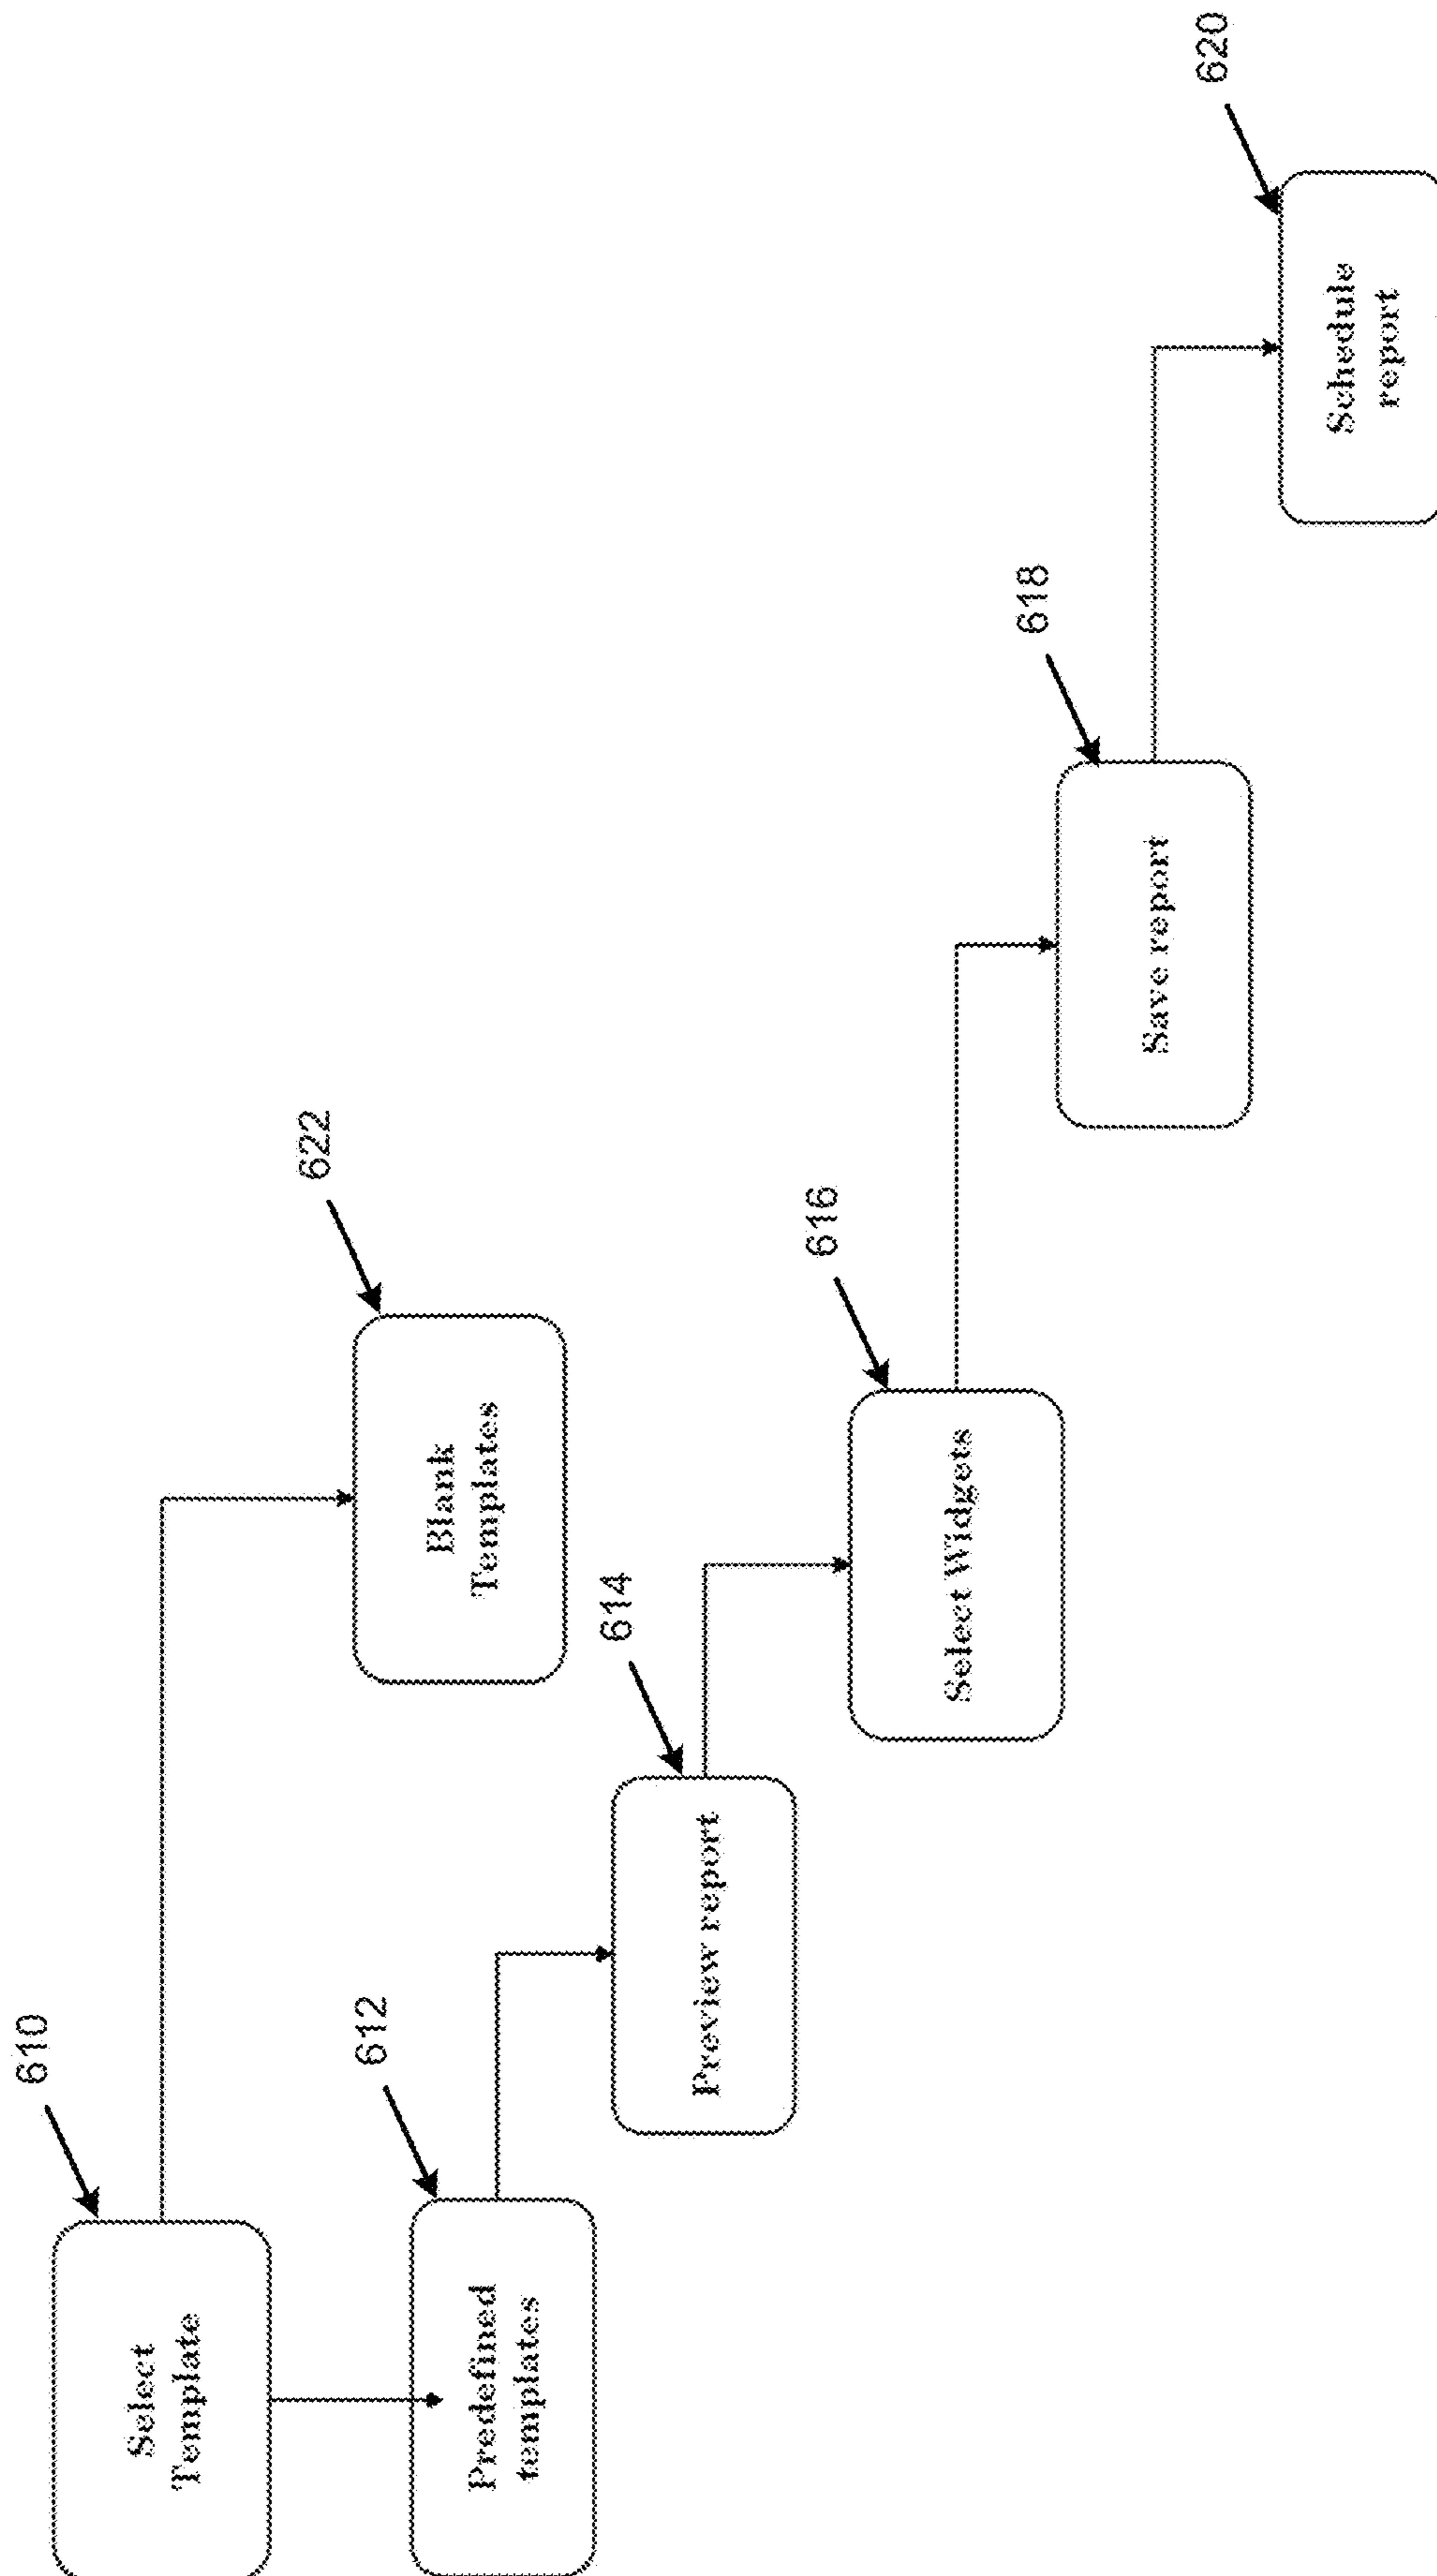 610
Select
Template
622
Blank
Templates
612
Predefined
templates
614
Preview report
616
Select Widgets
618
Save report
620
Schedule
report